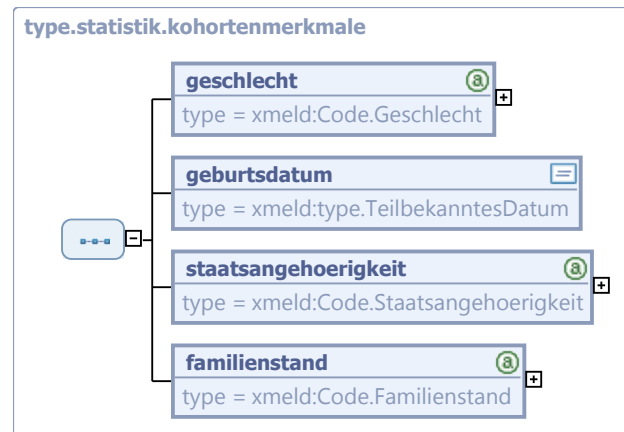 type.statistik.kohortenmerkmale
geschlecht
type = xmeld:Code.Geschlecht
geburtsdatum
type = xmeld:type.TeilbekanntesDatum
staatsangehoerigkeit
type = xmeld:Code.Staatsangehoerigkeit
familienstand
type = xmeld:Code.Familienstand